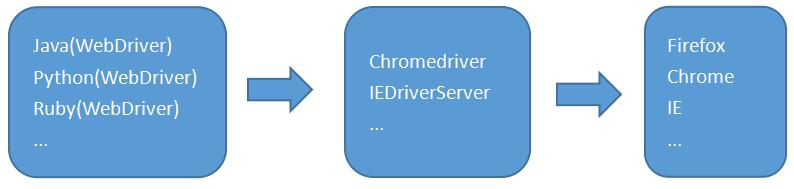 Java(WebDriver)
Python(WebDriver)
Ruby(WebDriver)
...
Chromedriver
IEDriverServer
...
Firefox
Chrome
IE
...